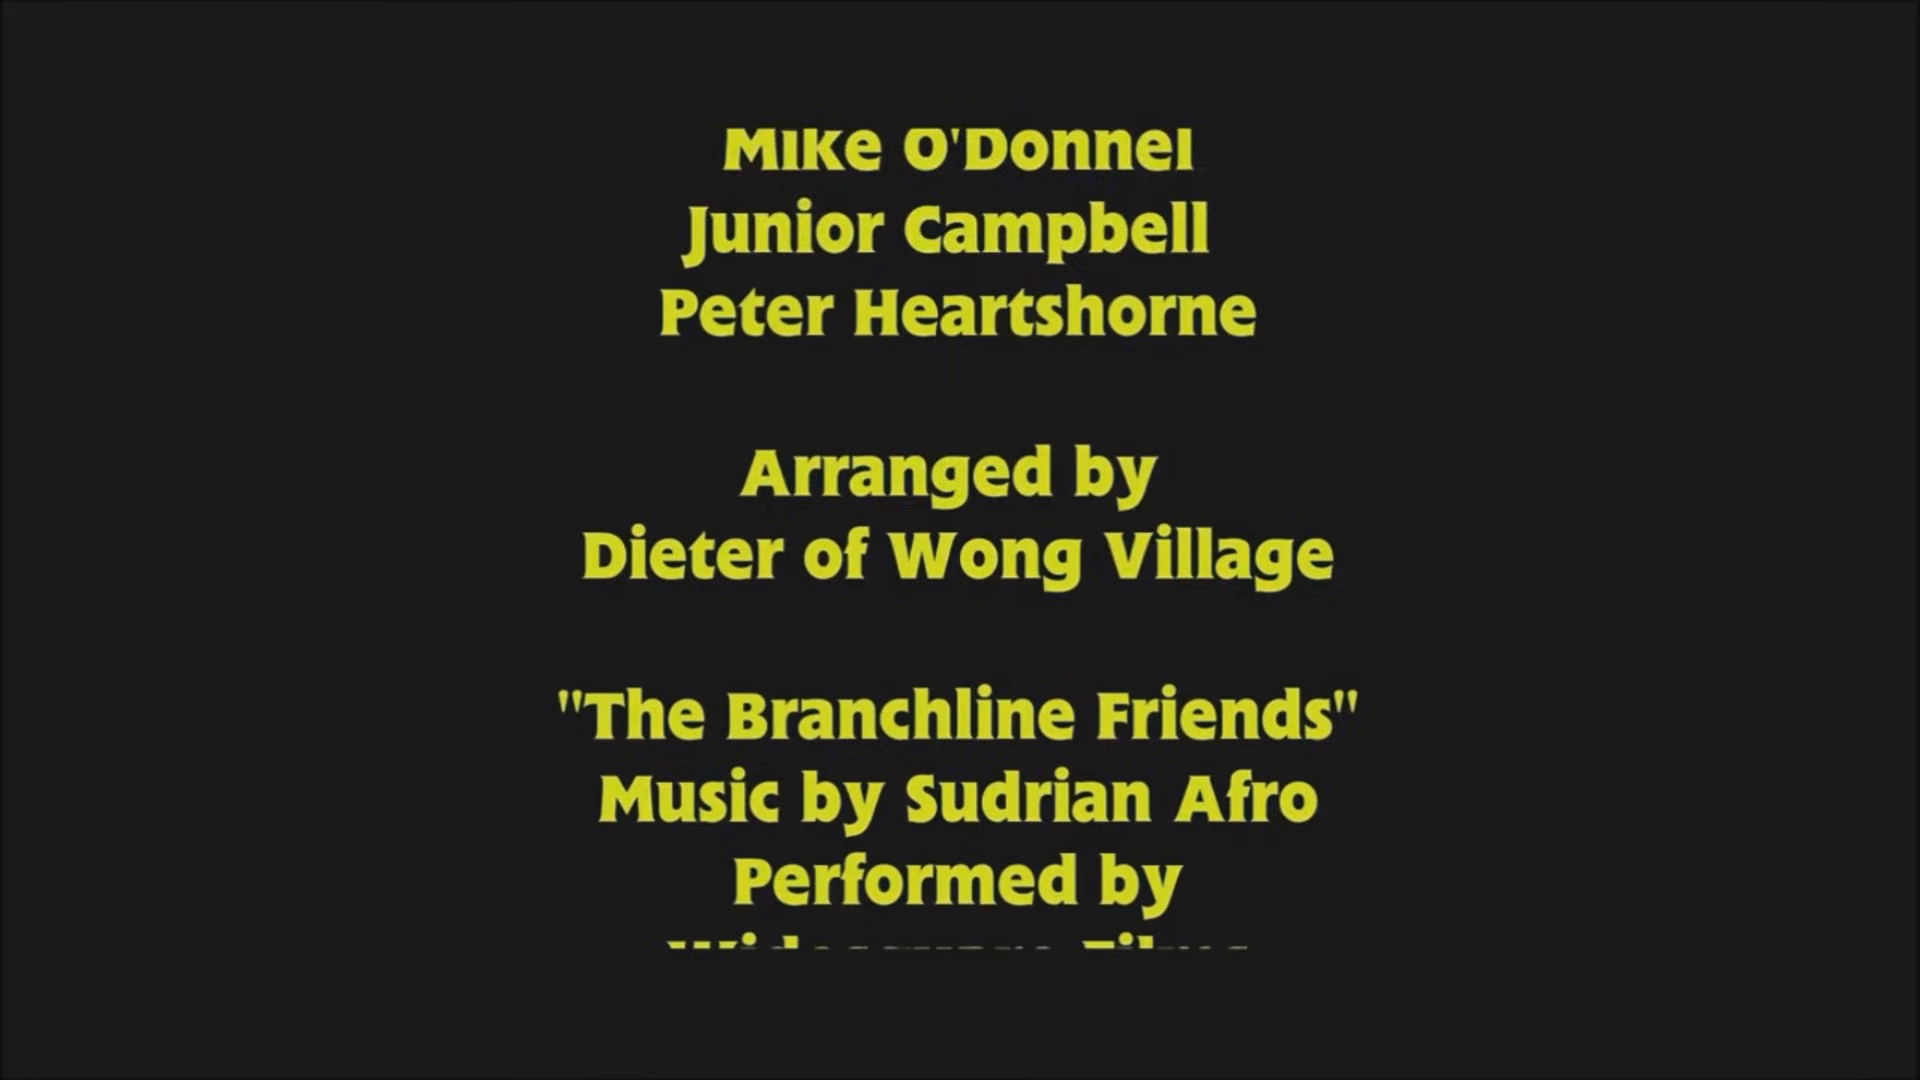 Mike O'Donnel
Junior Campbell
Peter Heartshorne
Arranged by
Dieter of Wong Village
"The Branchline Friends"
Music by Sudrian Afro
Performed by